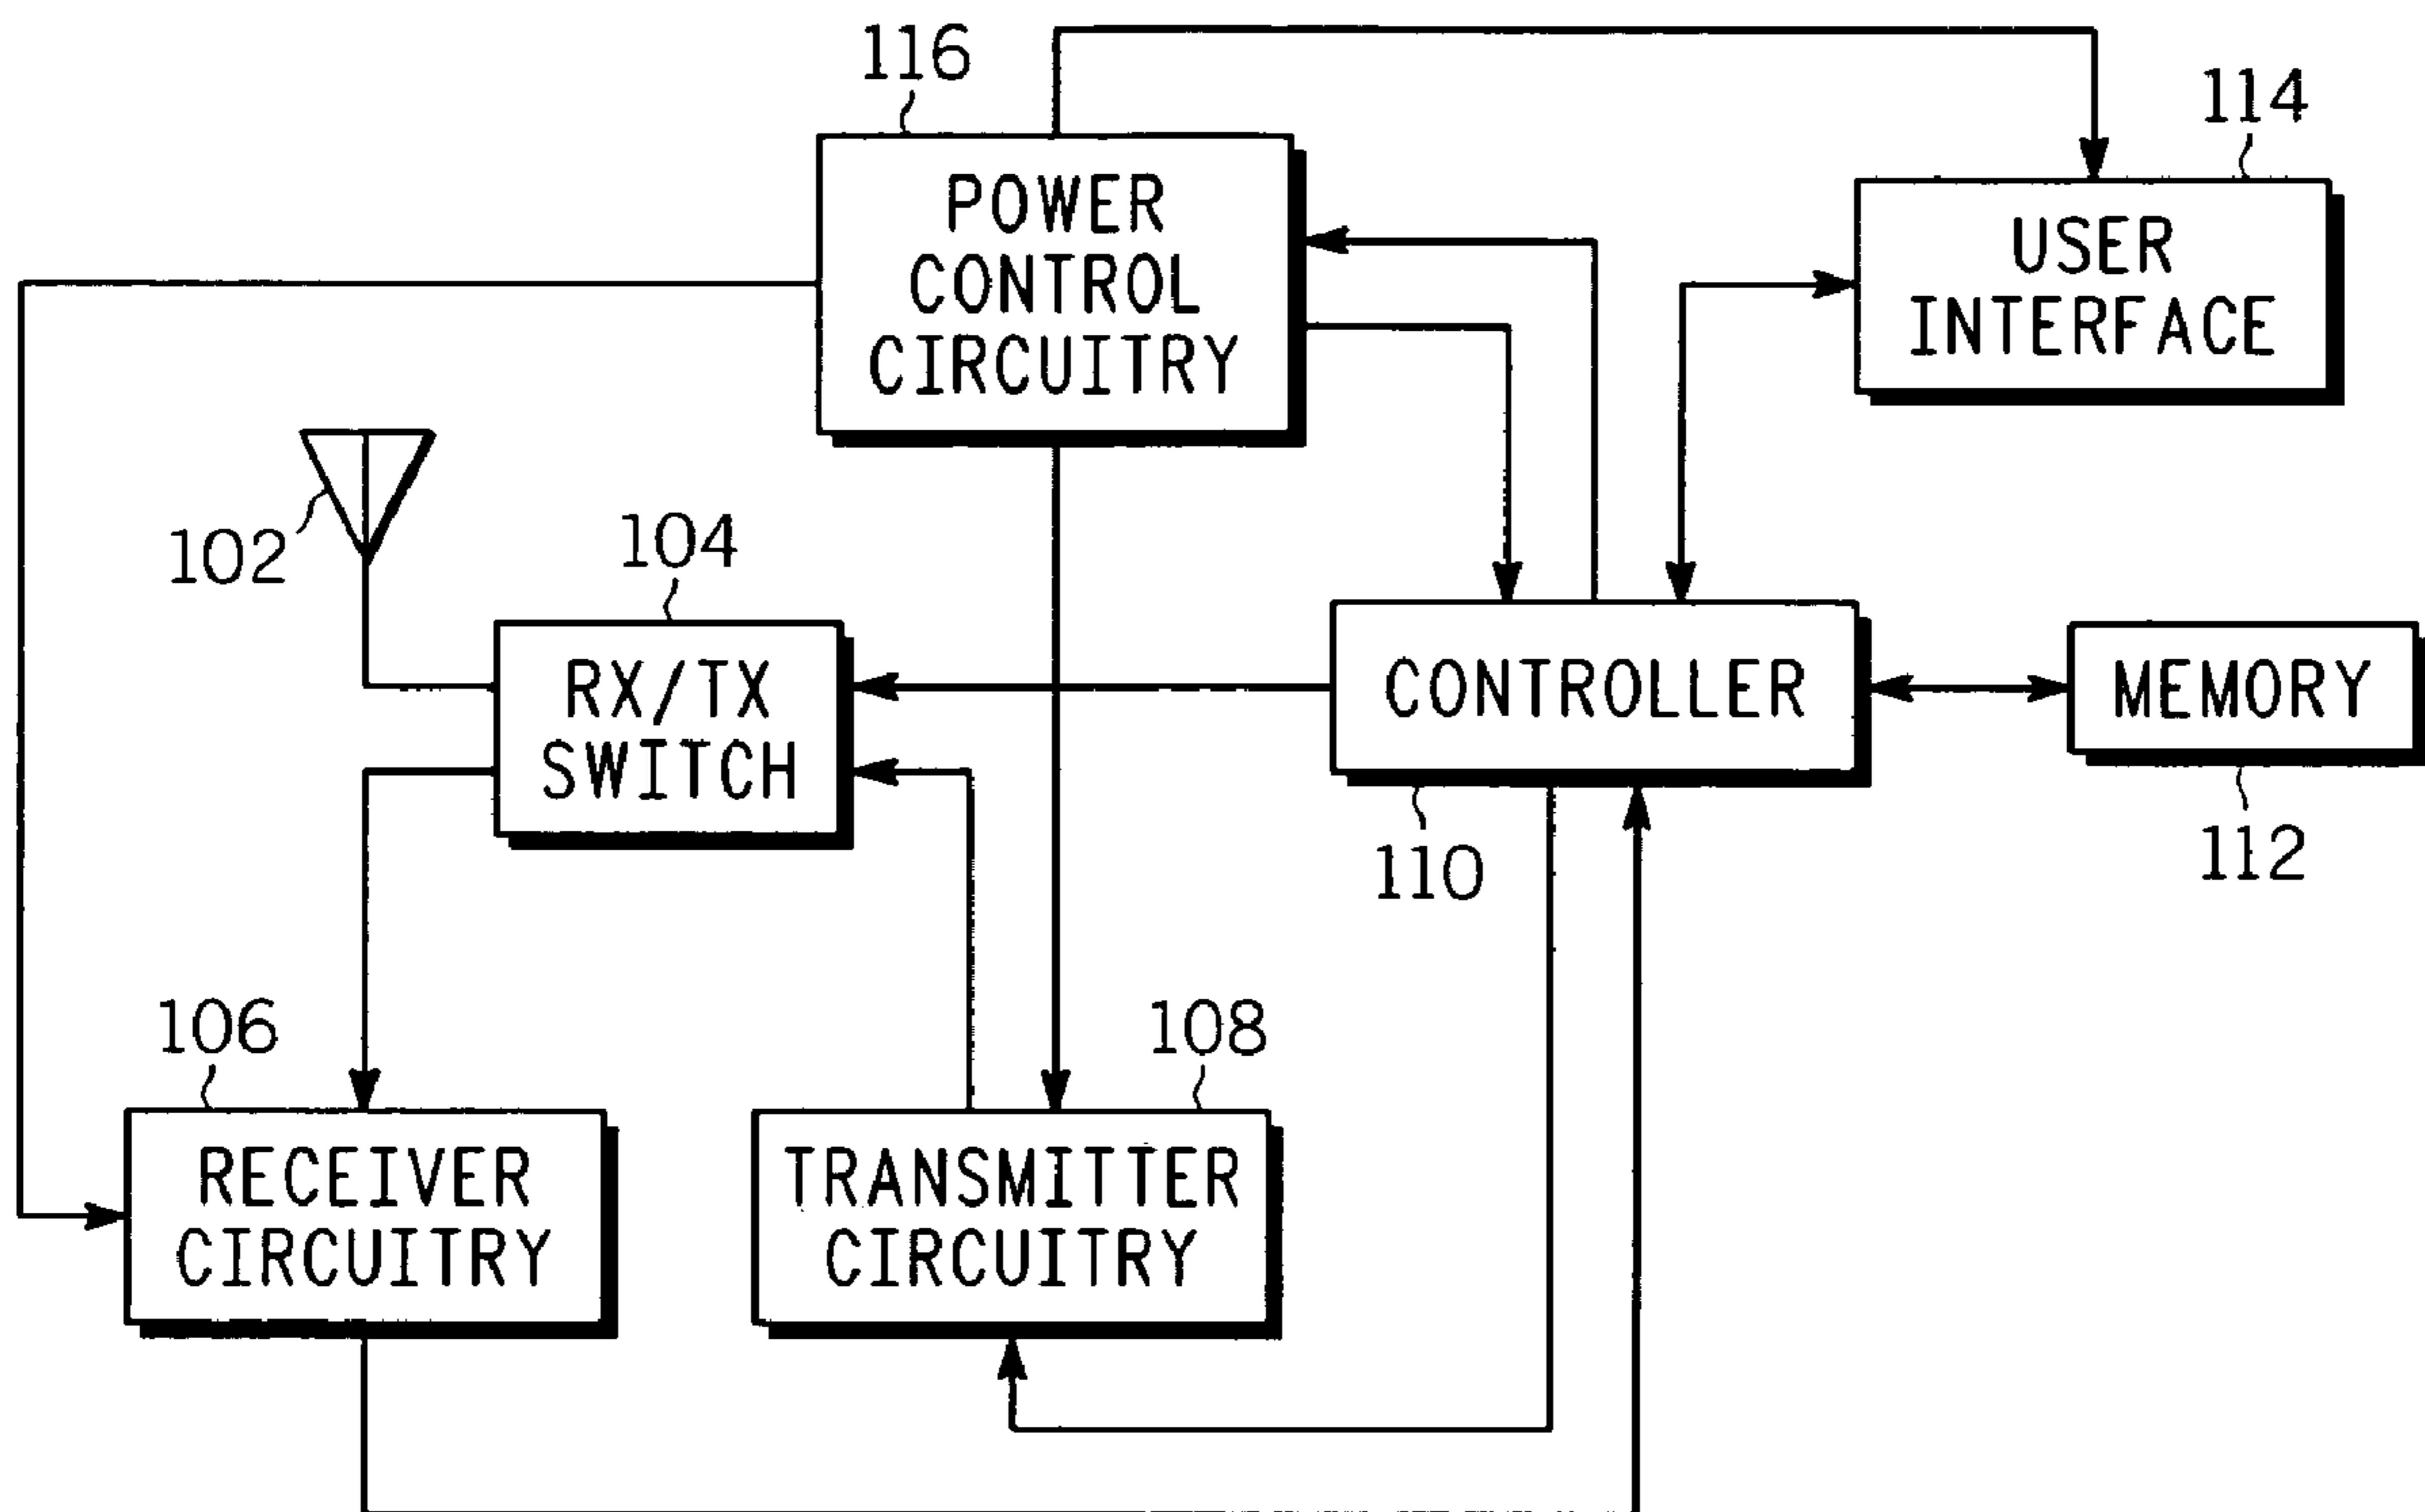 116
114
POWER
CONTROL
CIRCUITRY
USER
INTERFACE
102
104
RX/TX
SWITCH
CONTROLLER
MEMORY
110
112
106
108
RECEIVER
CIRCUITRY
TRANSMITTER
CIRCUITRY